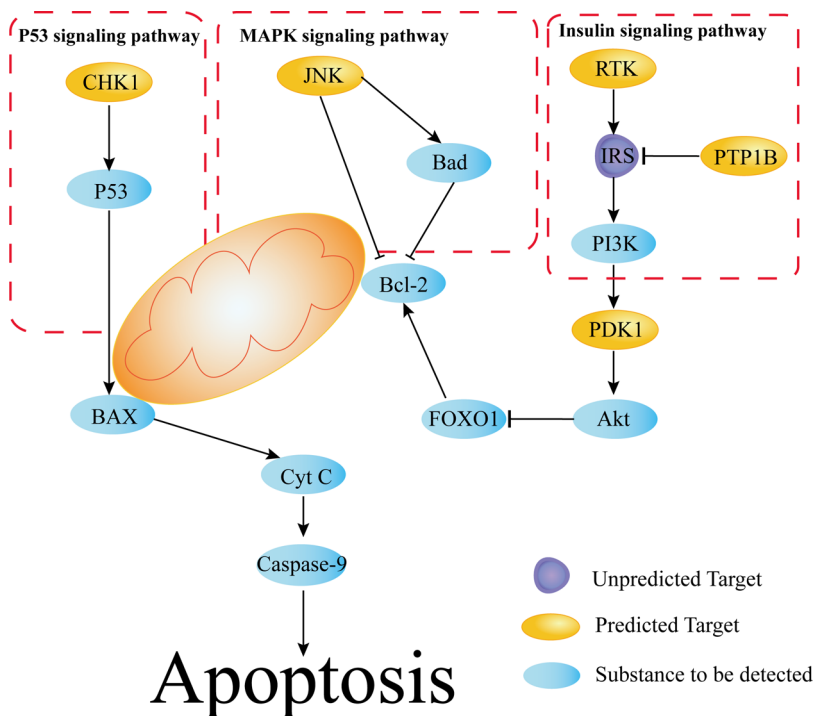 P53 signaling pathway
MAPK signaling pathway
Insulin signaling pathway
CHK1
JNK
RTK
Bad
IRS
PTP1B
P53
PI3K
Bcl-2
PDK1
BAX
FOXO1
Akt
Cyt C
Caspase-9
Apoptosis
Unpredicted Target
Predicted Target
Substance to be detected